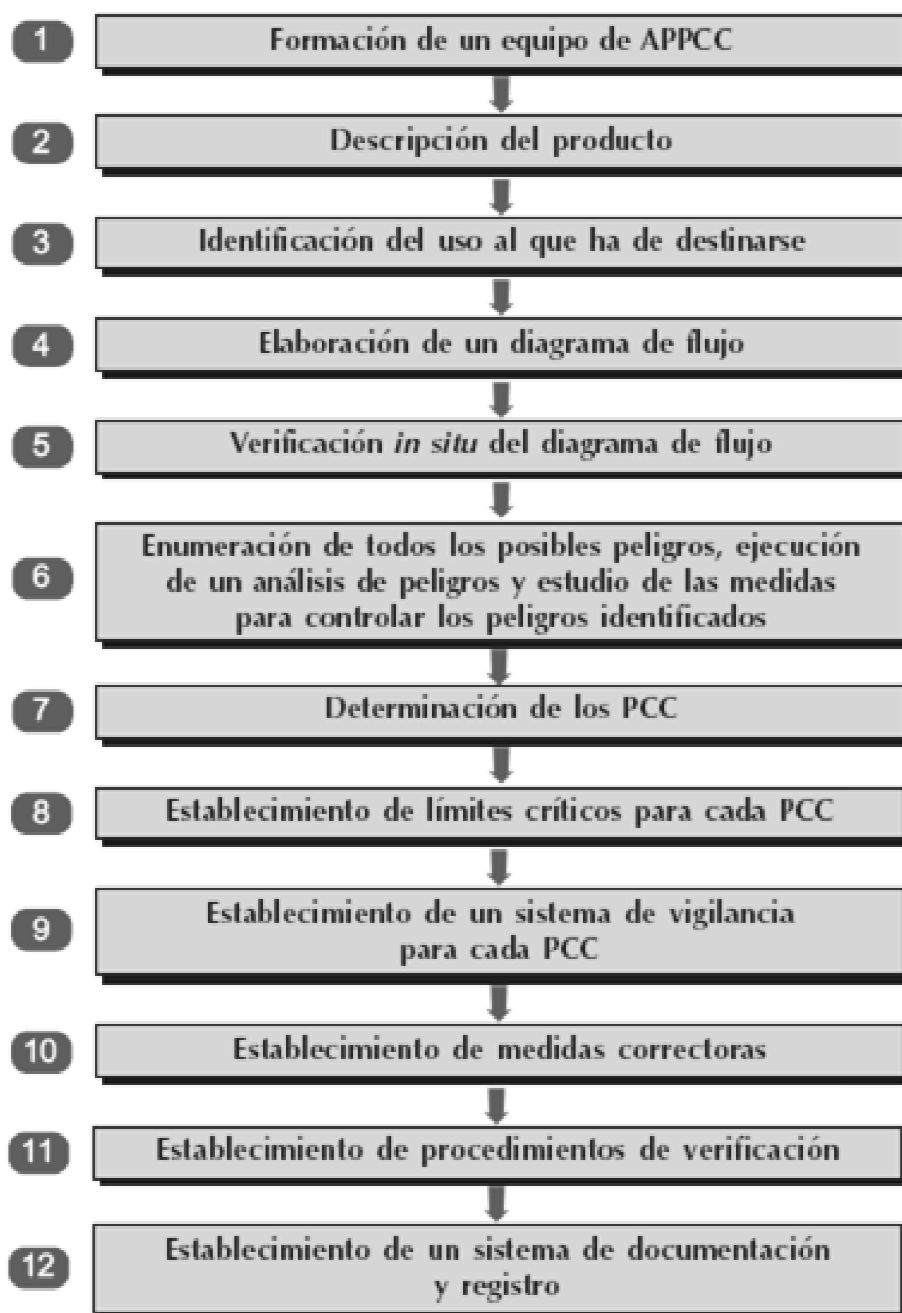 1 Formación de un equipo de APPCC
2 Descripción del producto
3 Identificación del uso al que ha de destinarse
4 Elaboración de un diagrama de flujo
5 Verificación in situ del diagrama de flujo
6 Enumeración de todos los posibles peligros, ejecución
de un análisis de peligros y estudio de las medidas
para controlar los peligros identificados
7 Determinación de los PCC
8 Establecimiento de límites críticos para cada PCC
9 Establecimiento de un sistema de vigilancia
para cada PCC
10 Establecimiento de medidas correctoras
11 Establecimiento de procedimientos de verificación
12 Establecimiento de un sistema de documentación
y registro